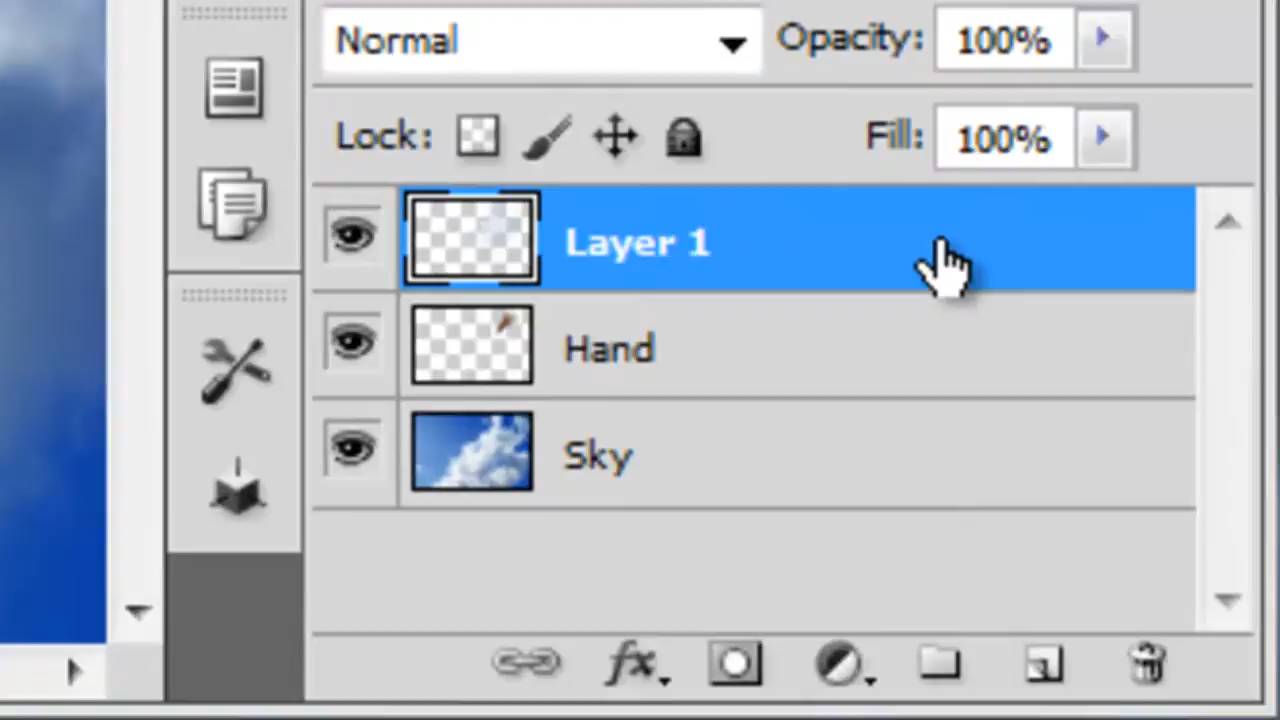 Normal Opacity: 100%
Lock: Fill: 100%
Layer 1
Hand
Sky
fx